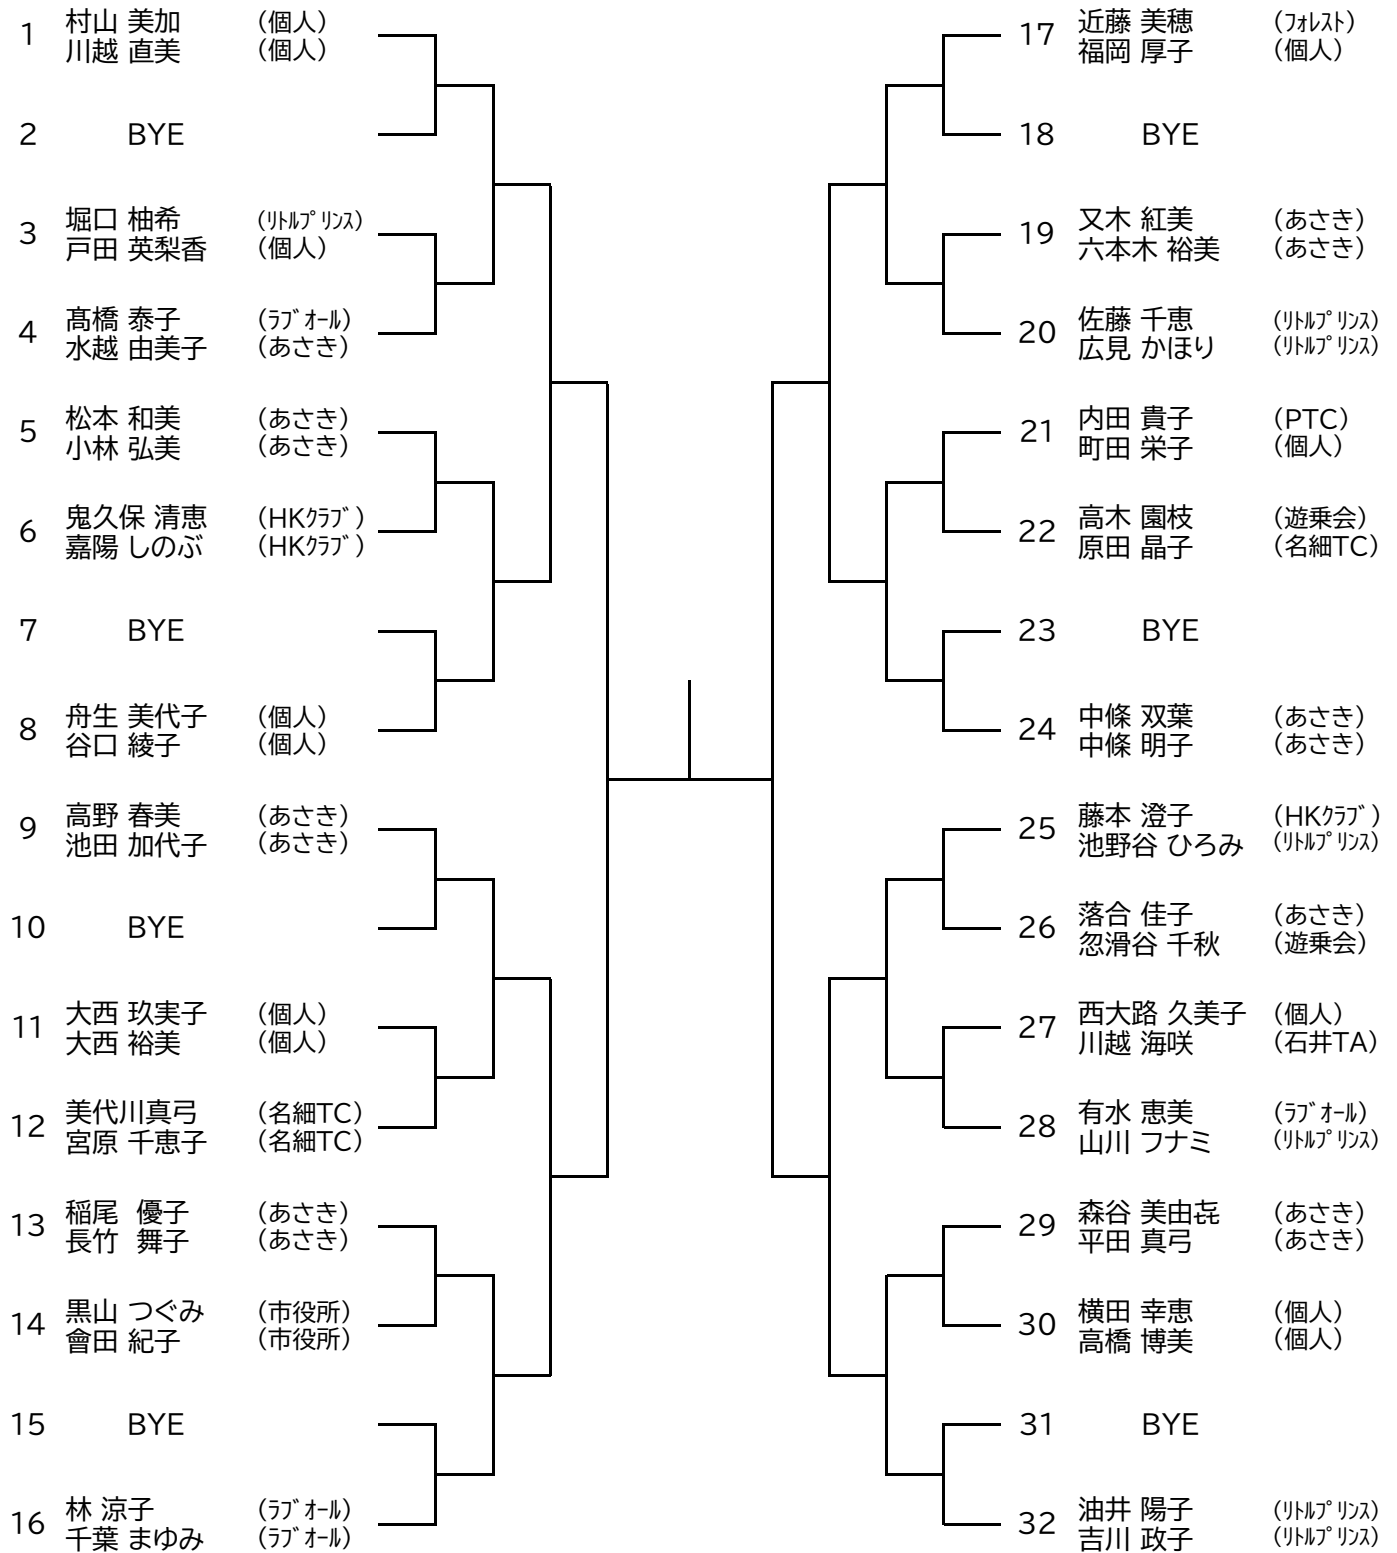 1 村山 美加 (個人)
川越 直美 (個人)
2 BYE
3 堀口 柚希 (ﾘﾄﾙﾌﾟﾘﾝｽ)
戸田 英梨香 (個人)
4 髙橋 泰子 (ﾗﾌﾞｵｰﾙ)
水越 由美子 (あさき)
5 松本 和美 (あさき)
小林 弘美 (あさき)
6 鬼久保 清恵 (HKｸﾗﾌﾞ)
嘉陽 しのぶ (HKｸﾗﾌﾞ)
7 BYE
8 舟生 美代子 (個人)
谷口 綾子 (個人)
9 高野 春美 (あさき)
池田 加代子 (あさき)
10 BYE
11 大西 玖実子 (個人)
大西 裕美 (個人)
12 美代川真弓 (名細TC)
宮原 千恵子 (名細TC)
13 稲尾 優子 (あさき)
長竹 舞子 (あさき)
14 黒山 つぐみ (市役所)
會田 紀子 (市役所)
15 BYE
16 林 涼子 (ﾗﾌﾞｵｰﾙ)
千葉 まゆみ (ﾗﾌﾞｵｰﾙ)
17 近藤 美穂 (ﾌｫﾚｽﾄ)
福岡 厚子 (個人)
18 BYE
19 又木 紅美 (あさき)
六本木 裕美 (あさき)
20 佐藤 千恵 (ﾘﾄﾙﾌﾟﾘﾝｽ)
広見 かほり (ﾘﾄﾙﾌﾟﾘﾝｽ)
21 内田 貴子 (PTC)
町田 栄子 (個人)
22 高木 園枝 (遊乗会)
原田 晶子 (名細TC)
23 BYE
24 中條 双葉 (あさき)
中條 明子 (あさき)
25 藤本 澄子 (HKｸﾗﾌﾞ)
池野谷 ひろみ (ﾘﾄﾙﾌﾟﾘﾝｽ)
26 落合 佳子 (あさき)
忍滑谷 千秋 (遊乗会)
27 西大路 久美子 (個人)
川越 海咲 (石井TA)
28 有水 恵美 (ﾗﾌﾞｵｰﾙ)
山川 フナミ (ﾘﾄﾙﾌﾟﾘﾝｽ)
29 森谷 美由㐂 (あさき)
平田 真弓 (あさき)
30 横田 幸恵 (個人)
高橋 博美 (個人)
31 BYE
32 油井 陽子 (ﾘﾄﾙﾌﾟﾘﾝｽ)
吉川 政子 (ﾘﾄﾙﾌﾟﾘﾝｽ)